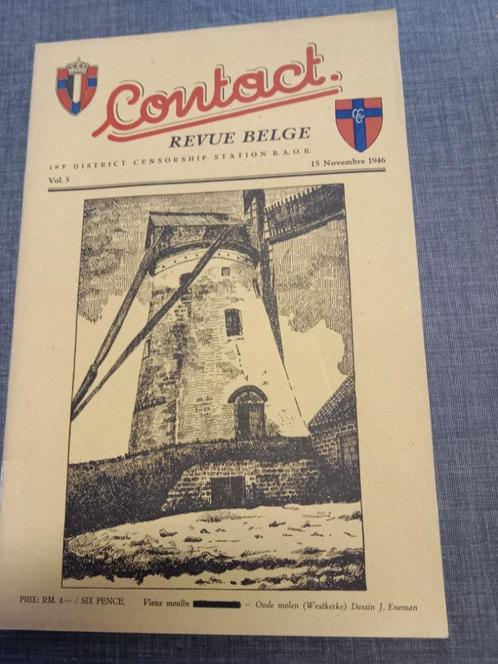 Contact.
REVUE BELGE
1ST DISTRICT CENSORSHIP STATION B. A. O. R.
Vol. 5 15 Novembre 1946
PRIX: RM. 4.— / SIX PENCE. Vieux moulin — Oude molen (Westkerke) Dessin J. Eneman